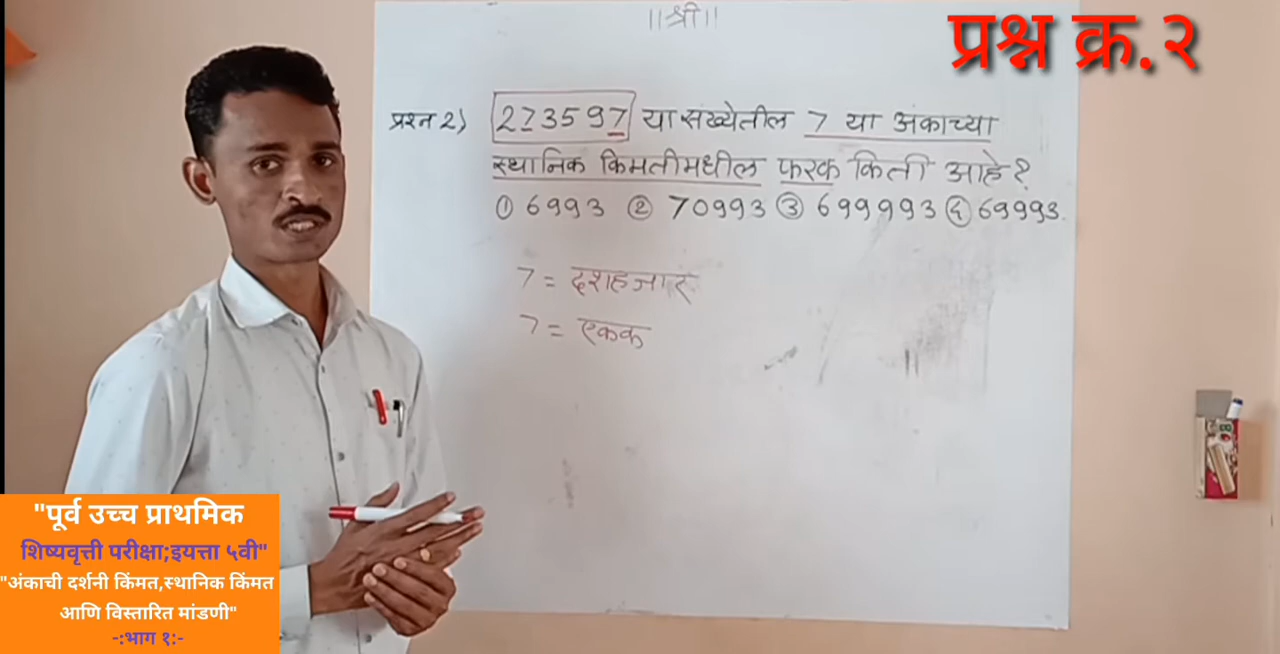 ||श्री||
प्रश्न क्र.२
प्रश्न 2) 273597 या संख्येतील 7 या अंकाच्या
स्थानिक किमतीमधील फरक किती आहे?
① 6993 ② 70993 ③ 699993 ④ 69993.
7 = दशहजार
7 = एकक
"पूर्व उच्च प्राथमिक
शिष्यवृत्ती परीक्षा;इयत्ता ५वी"
"अंकाची दर्शनी किंमत,स्थानिक किंमत
आणि विस्तारित मांडणी"
-:भाग १:-